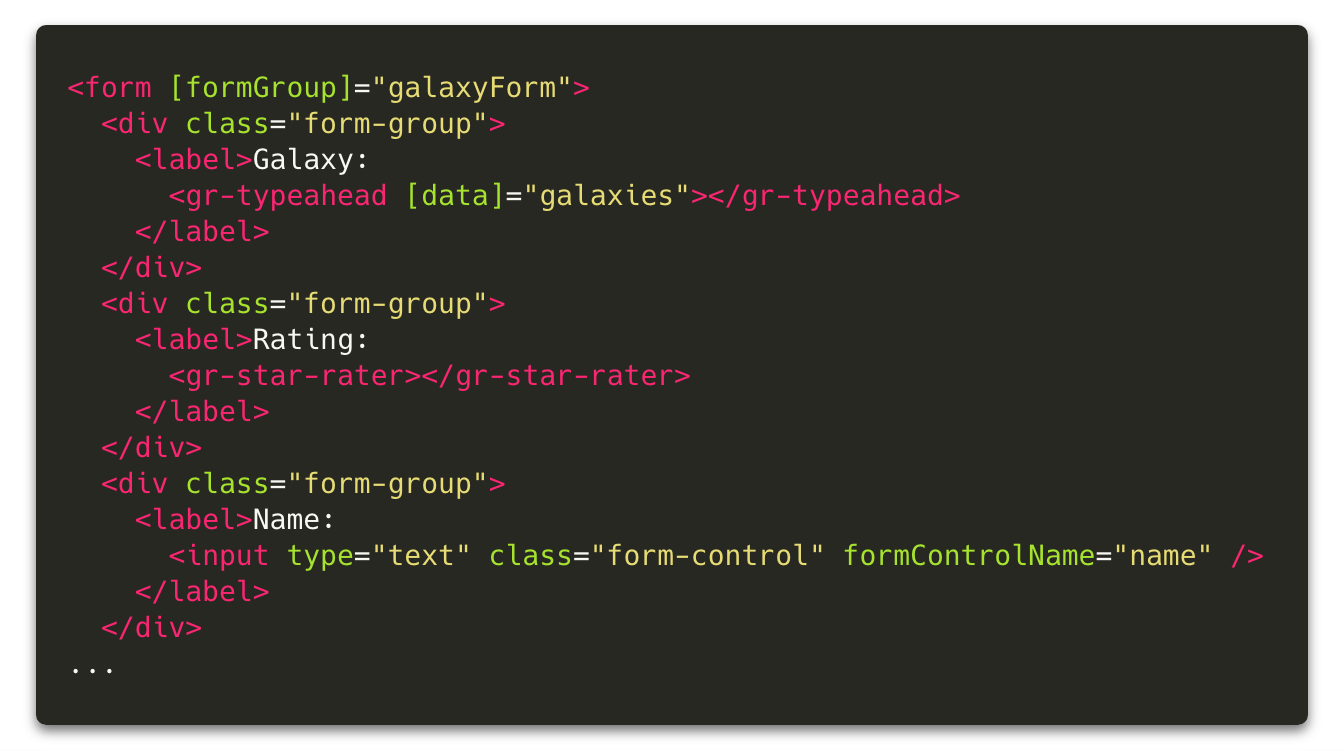 <form [formGroup]="galaxyForm">
  <div class="form-group">
    <label>Galaxy:
      <gr-typeahead [data]="galaxies"></gr-typeahead>
    </label>
  </div>
  <div class="form-group">
    <label>Rating:
      <gr-star-rater></gr-star-rater>
    </label>
  </div>
  <div class="form-group">
    <label>Name:
      <input type="text" class="form-control" formControlName="name" />
    </label>
  </div>
...